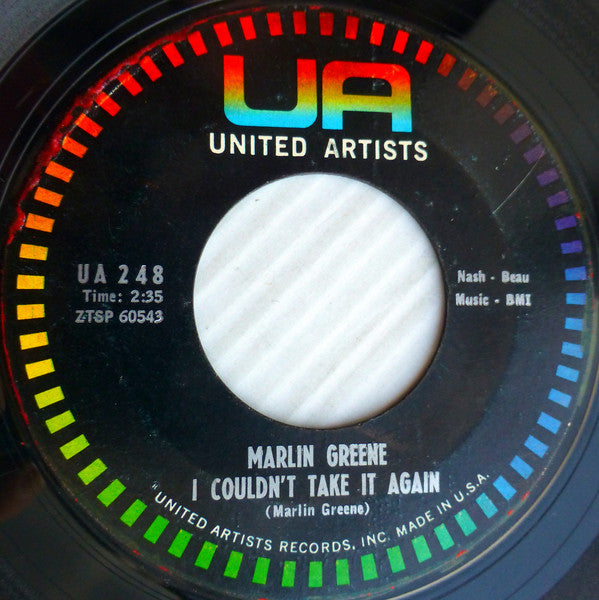 UA
UNITED ARTISTS
UA 248
Time: 2:35
ZTSP 60543
Nash - Beau
Music - BMI
MARLIN GREENE
I COULDN'T TAKE IT AGAIN
(Marlin Greene)
"UNITED ARTISTS RECORDS, INC. MADE IN U.S.A.